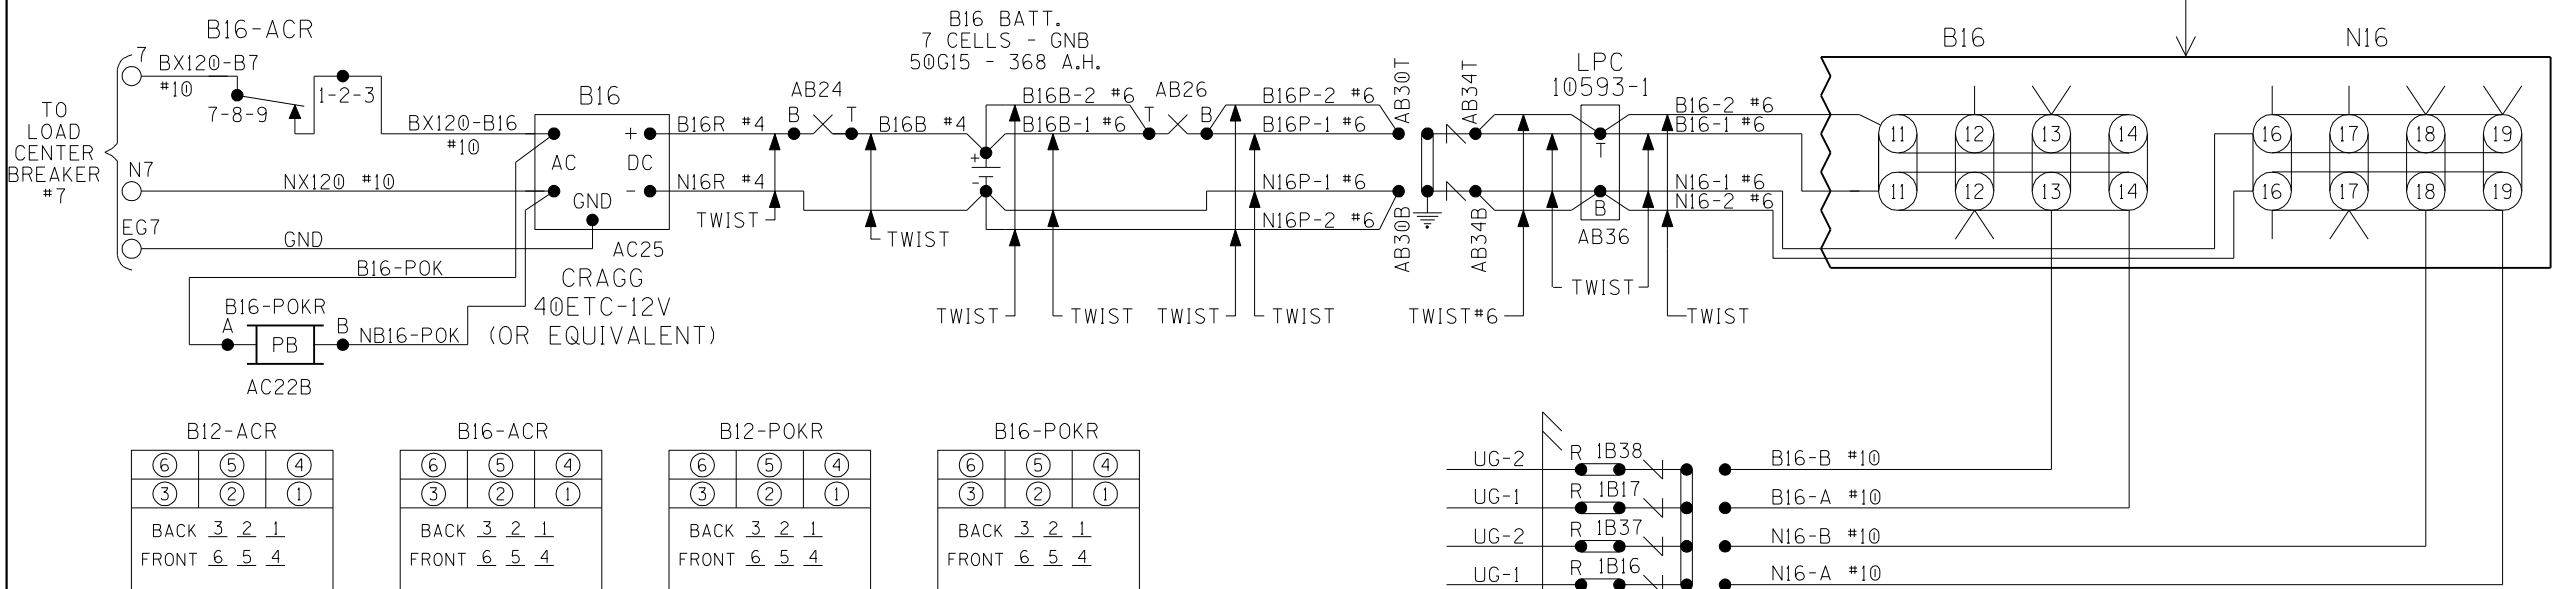 B16-ACR
7
BX120-B7
#10
7-8-9
1-2-3
TO
LOAD
CENTER
BREAKER
#7
BX120-B16
#10
N7
NX120 #10
EG7
GND
B16-POK
B16-POKR
A
PB
B
NB16-POK
AC22B
B16
+
AC
DC
-
GND
AC25
CRAGG
40ETC-12V
(OR EQUIVALENT)
B16R #4
N16R #4
TWIST
AB24
B
T
B16B #4
TWIST
B16 BATT.
7 CELLS - GNB
50G15 - 368 A.H.
+
-
B16B-2 #6
B16B-1 #6
AB26
T
B
B16P-2 #6
B16P-1 #6
N16P-1 #6
N16P-2 #6
TWIST
TWIST
TWIST
TWIST
AB30T
AB30B
AB34T
AB34B
TWIST#6
LPC
10593-1
T
B
AB36
TWIST
B16-2 #6
B16-1 #6
N16-1 #6
N16-2 #6
TWIST
B16
N16
11 12 13 14 16 17 18 19
11 12 13 14 16 17 18 19
B12-ACR
6 5 4
3 2 1
BACK 3 2 1
FRONT 6 5 4
B16-ACR
6 5 4
3 2 1
BACK 3 2 1
FRONT 6 5 4
B12-POKR
6 5 4
3 2 1
BACK 3 2 1
FRONT 6 5 4
B16-POKR
6 5 4
3 2 1
BACK 3 2 1
FRONT 6 5 4
UG-2 R 1B38 B16-B #10
UG-1 R 1B17 B16-A #10
UG-2 R 1B37 N16-B #10
UG-1 R 1B16 N16-A #10